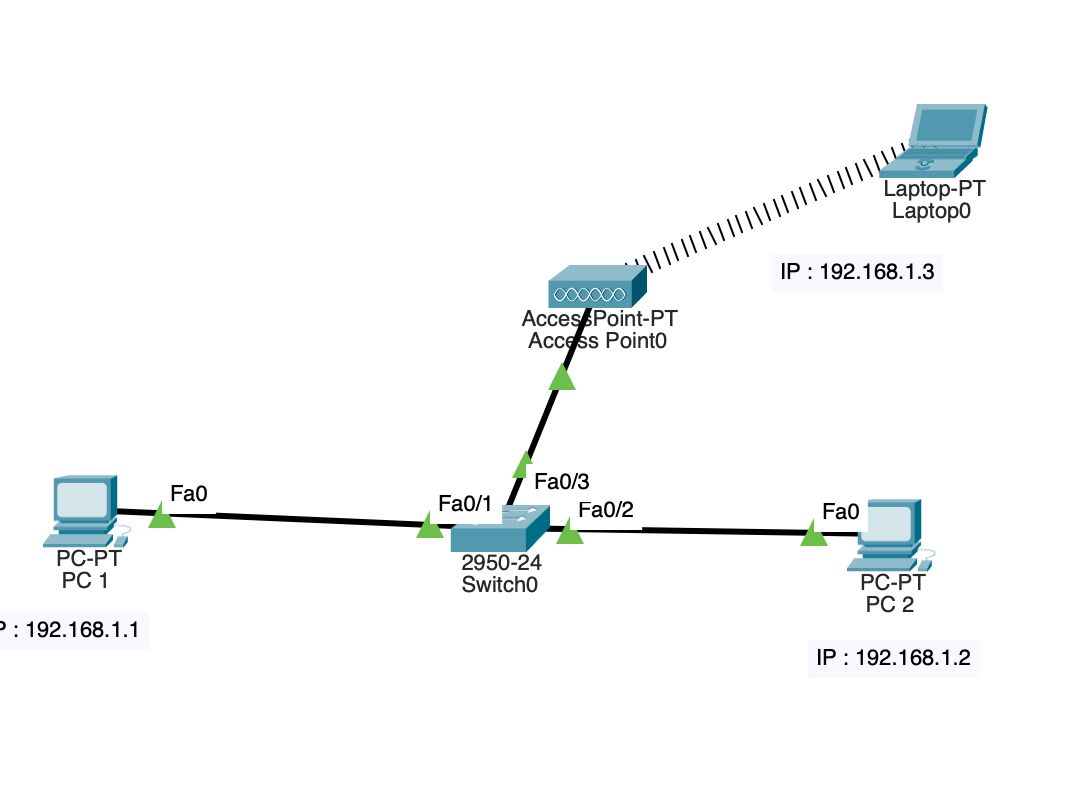 Laptop-PT
Laptop0
IP : 192.168.1.3
AccessPoint-PT
Access Point0
Fa0/3
Fa0
Fa0/1
Fa0/2
Fa0
PC-PT
PC 1
2950-24
Switch0
PC-PT
PC 2
P : 192.168.1.1
IP : 192.168.1.2